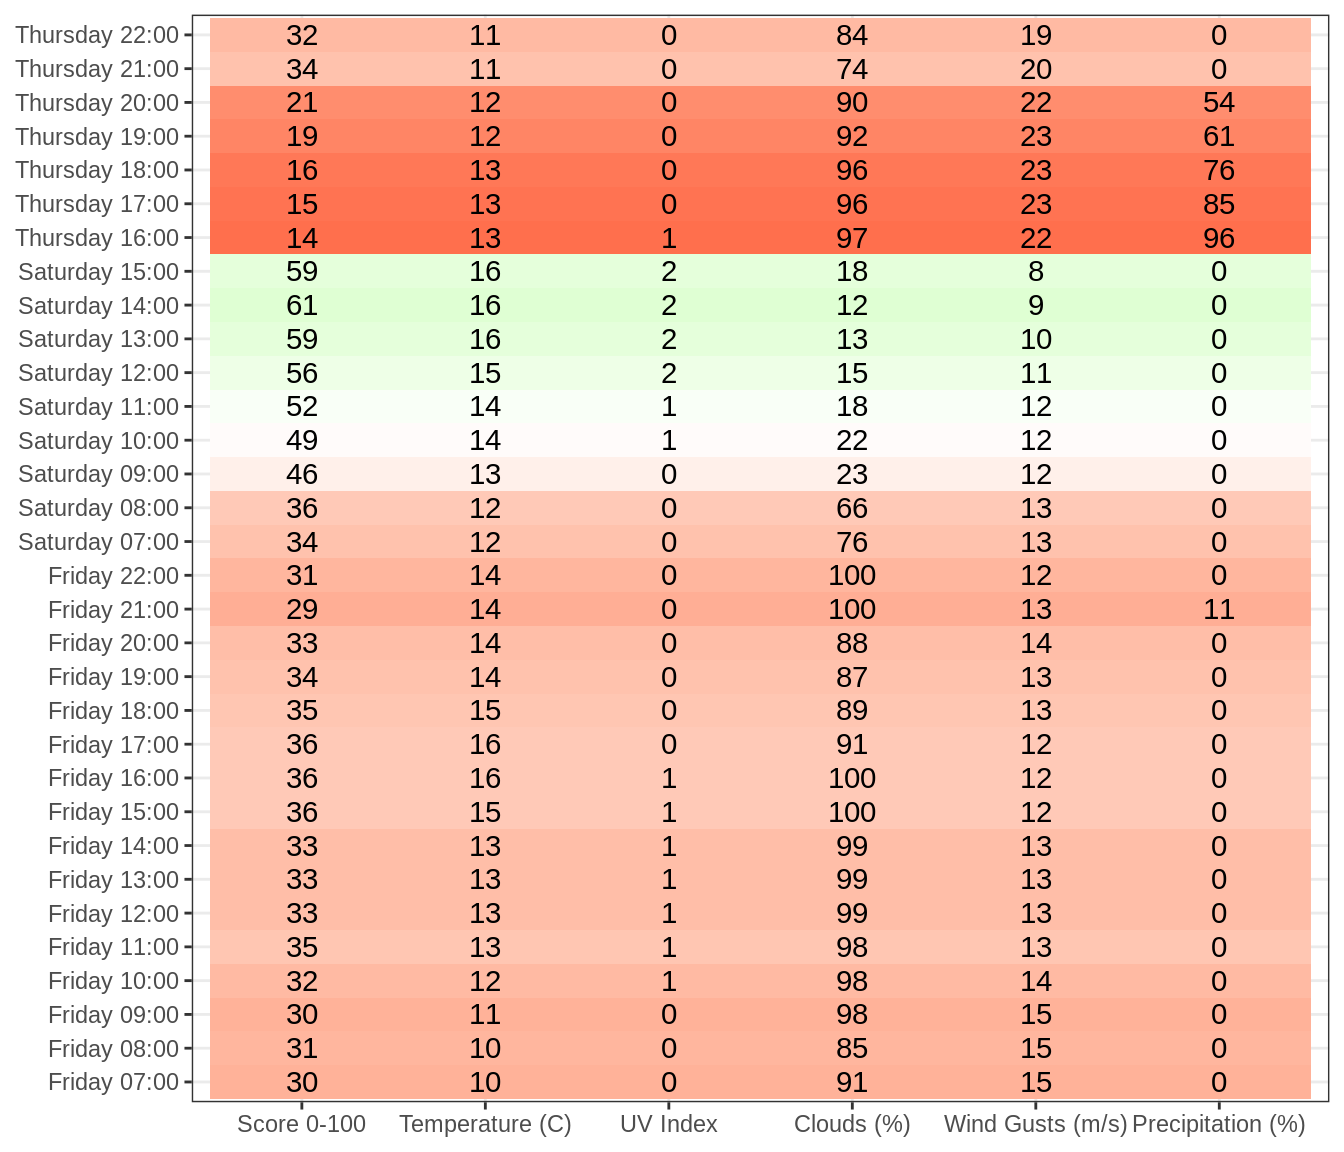 Thursday 22:00 32 11 0 84 19 0
Thursday 21:00 34 11 0 74 20 0
Thursday 20:00 21 12 0 90 22 54
Thursday 19:00 19 12 0 92 23 61
Thursday 18:00 16 13 0 96 23 76
Thursday 17:00 15 13 0 96 23 85
Thursday 16:00 14 13 1 97 22 96
Saturday 15:00 59 16 2 18 8 0
Saturday 14:00 61 16 2 12 9 0
Saturday 13:00 59 16 2 13 10 0
Saturday 12:00 56 15 2 15 11 0
Saturday 11:00 52 14 1 18 12 0
Saturday 10:00 49 14 1 22 12 0
Saturday 09:00 46 13 0 23 12 0
Saturday 08:00 36 12 0 66 13 0
Saturday 07:00 34 12 0 76 13 0
Friday 22:00 31 14 0 100 12 0
Friday 21:00 29 14 0 100 13 11
Friday 20:00 33 14 0 88 14 0
Friday 19:00 34 14 0 87 13 0
Friday 18:00 35 15 0 89 13 0
Friday 17:00 36 16 0 91 12 0
Friday 16:00 36 16 1 100 12 0
Friday 15:00 36 15 1 100 12 0
Friday 14:00 33 13 1 99 13 0
Friday 13:00 33 13 1 99 13 0
Friday 12:00 33 13 1 99 13 0
Friday 11:00 35 13 1 98 13 0
Friday 10:00 32 12 1 98 14 0
Friday 09:00 30 11 0 98 15 0
Friday 08:00 31 10 0 85 15 0
Friday 07:00 30 10 0 91 15 0
Score 0-100 Temperature (C) UV Index Clouds (%) Wind Gusts (m/s) Precipitation (%)